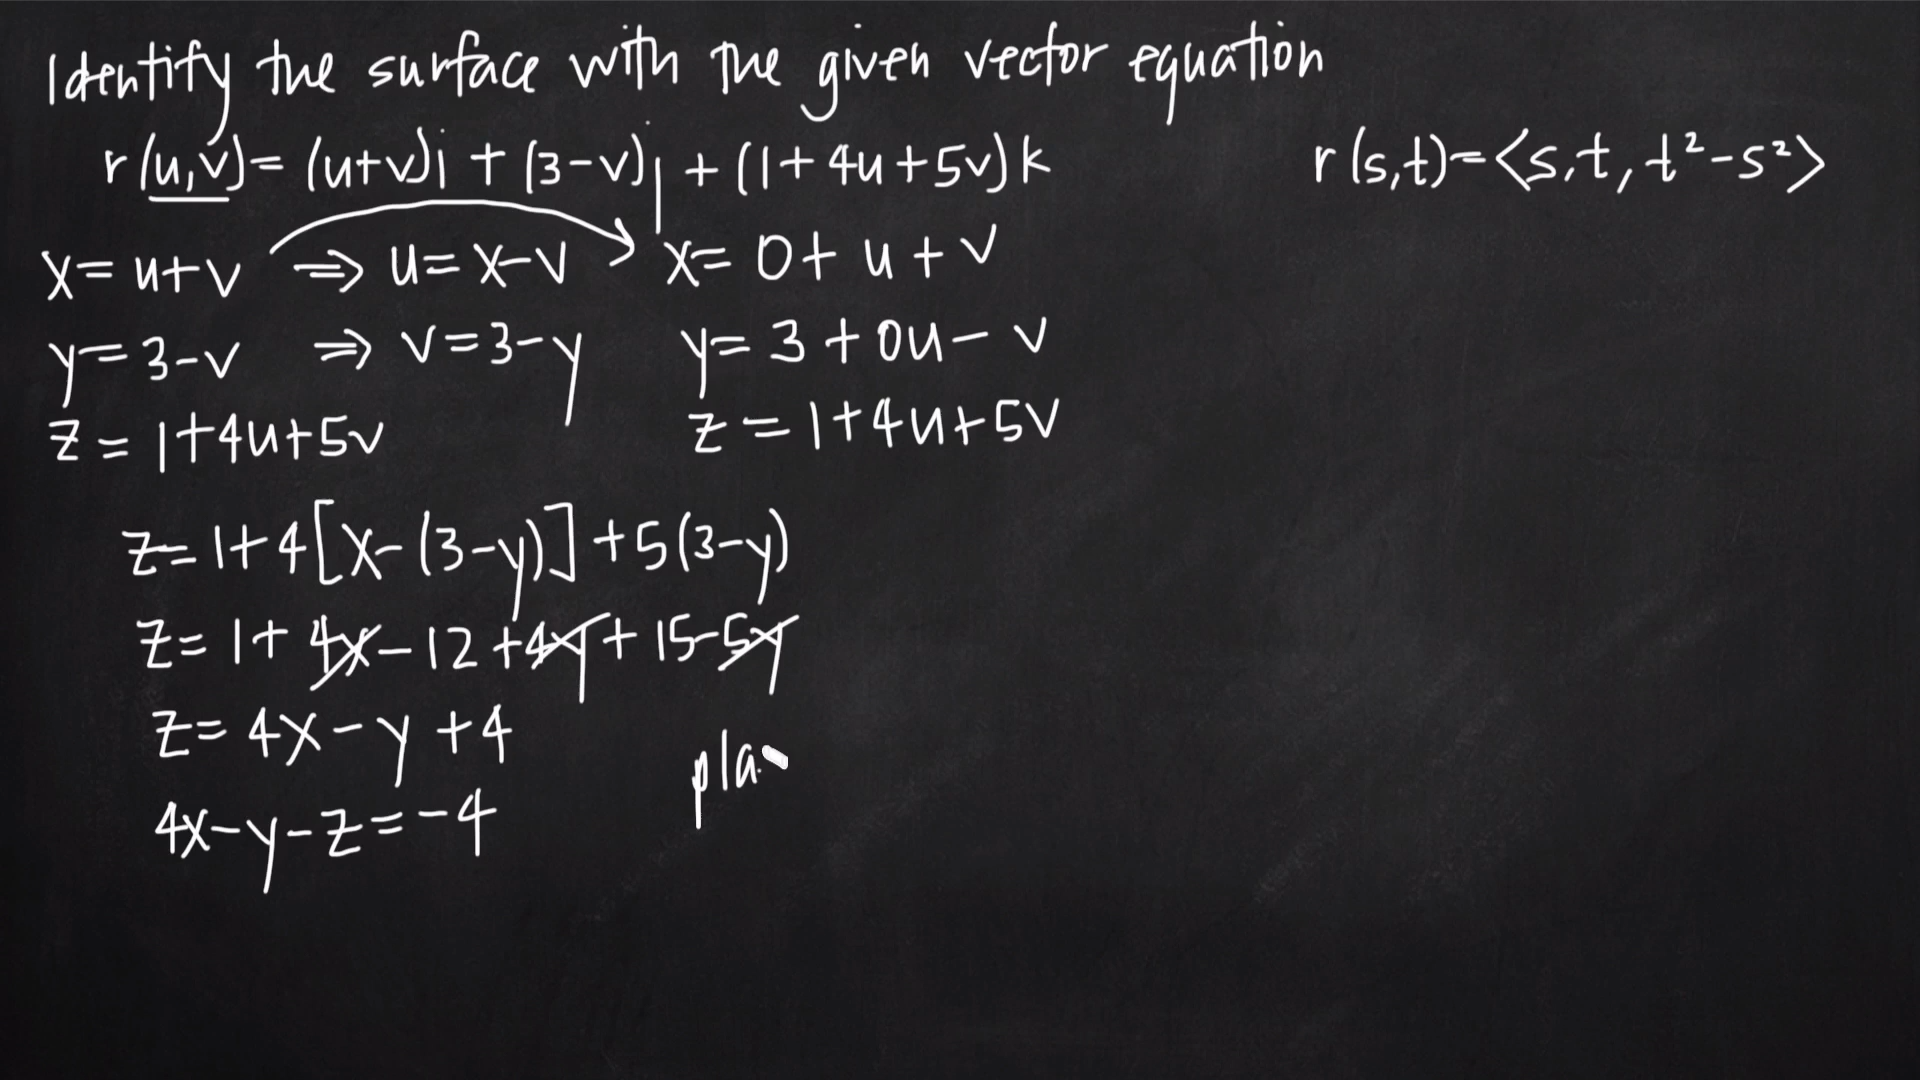 Identify the surface with the given vector equation
r(u,v)= (u+v)i + (3-v)j + (1+4u+5v)k
r(s,t)=<s,t, t²-s²>
x= u+v ⇒ u= x-v x= 0+ u + v
y= 3-v ⇒ v=3-y y= 3 + 0u - v
z = 1+4u+5v z = 1+4u+5v
z= 1+4[x-(3-y)]+5(3-y)
z= 1+ 4x-12+4y+ 15-5y
z= 4x-y+4
pla
4x-y-z=-4